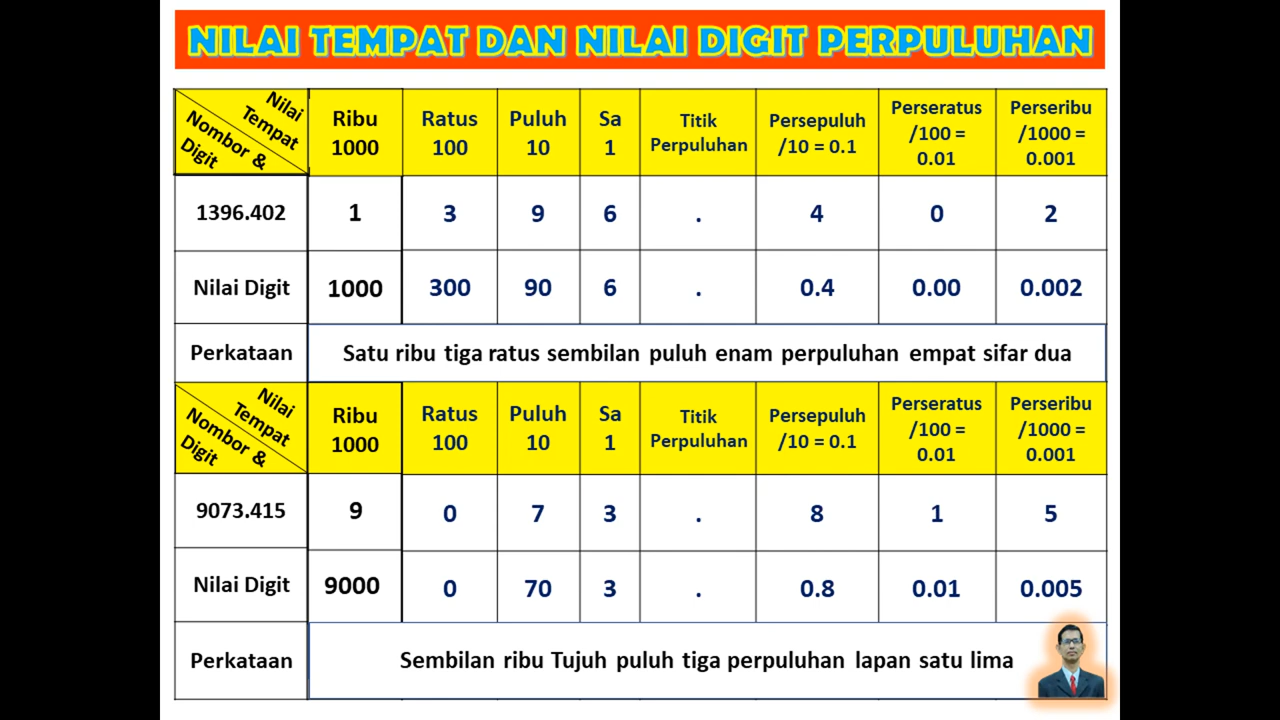 NILAI TEMPAT DAN NILAI DIGIT PERPULUHAN
Nilai Tempat
Nombor & Digit
Ribu 1000
Ratus 100
Puluh 10
Sa 1
Titik Perpuluhan
Persepuluh /10 = 0.1
Perseratus /100 = 0.01
Perseribu /1000 = 0.001
1396.402 1 3 9 6 . 4 0 2
Nilai Digit 1000 300 90 6 . 0.4 0.00 0.002
Perkataan Satu ribu tiga ratus sembilan puluh enam perpuluhan empat sifar dua
Nilai Tempat
Nombor & Digit
Ribu 1000
Ratus 100
Puluh 10
Sa 1
Titik Perpuluhan
Persepuluh /10 = 0.1
Perseratus /100 = 0.01
Perseribu /1000 = 0.001
9073.415 9 0 7 3 . 8 1 5
Nilai Digit 9000 0 70 3 . 0.8 0.01 0.005
Perkataan Sembilan ribu Tujuh puluh tiga perpuluhan lapan satu lima